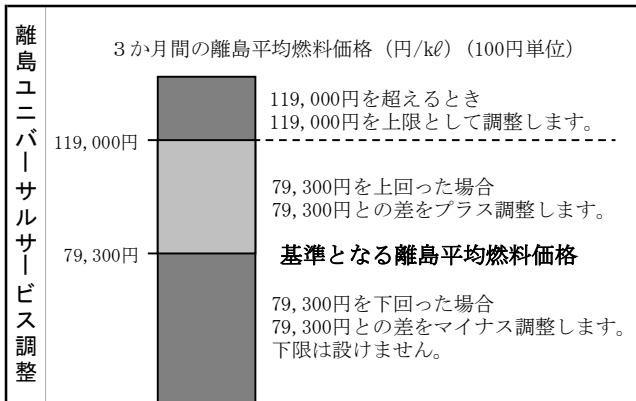 離島ユニバーサルサービス調整
３か月間の離島平均燃料価格（円/kℓ）（100円単位）
119,000円を超えるとき
119,000円を上限として調整します。
119,000円
79,300円を上回った場合
79,300円との差をプラス調整します。
79,300円
基準となる離島平均燃料価格
79,300円を下回った場合
79,300円との差をマイナス調整します。
下限は設けません。